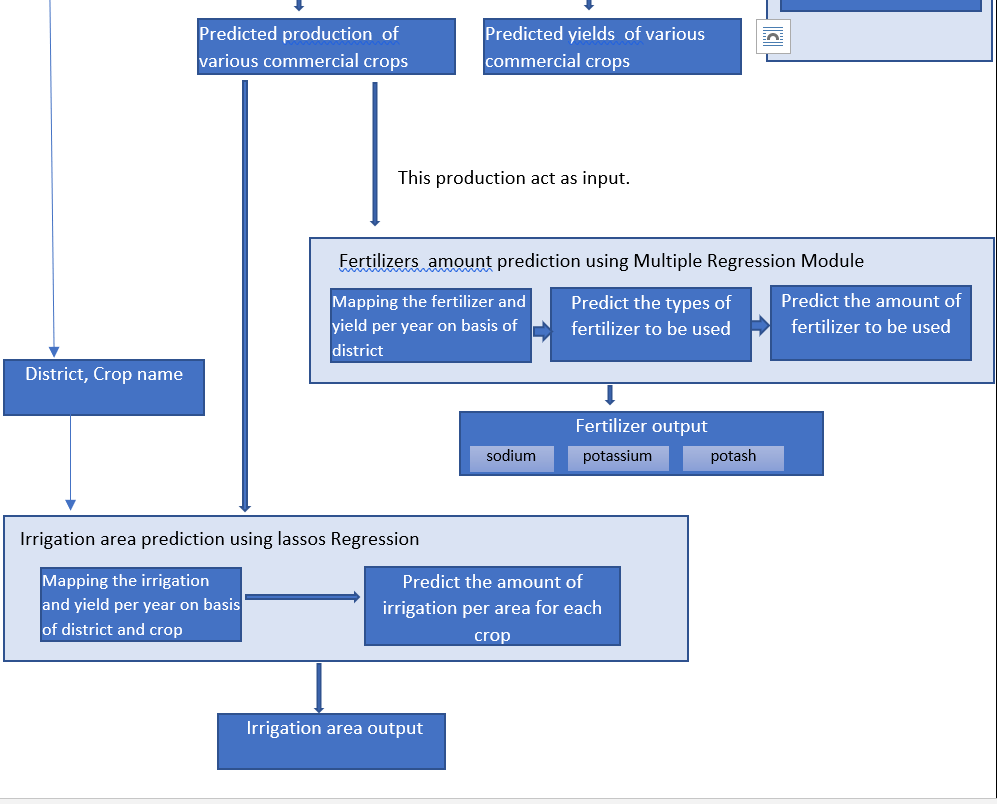 Predicted production  of
various commercial crops
Predicted yields  of various
commercial crops
This production act as input.
Fertilizers  amount prediction using Multiple Regression Module
Mapping the fertilizer and
yield per year on basis of
district
Predict the types of
fertilizer to be used
Predict the amount of
fertilizer to be used
District, Crop name
Fertilizer output
sodium
potassium
potash
Irrigation area prediction using lassos Regression
Mapping the irrigation
and yield per year on basis
of district and crop
Predict the amount of
irrigation per area for each
crop
Irrigation area output